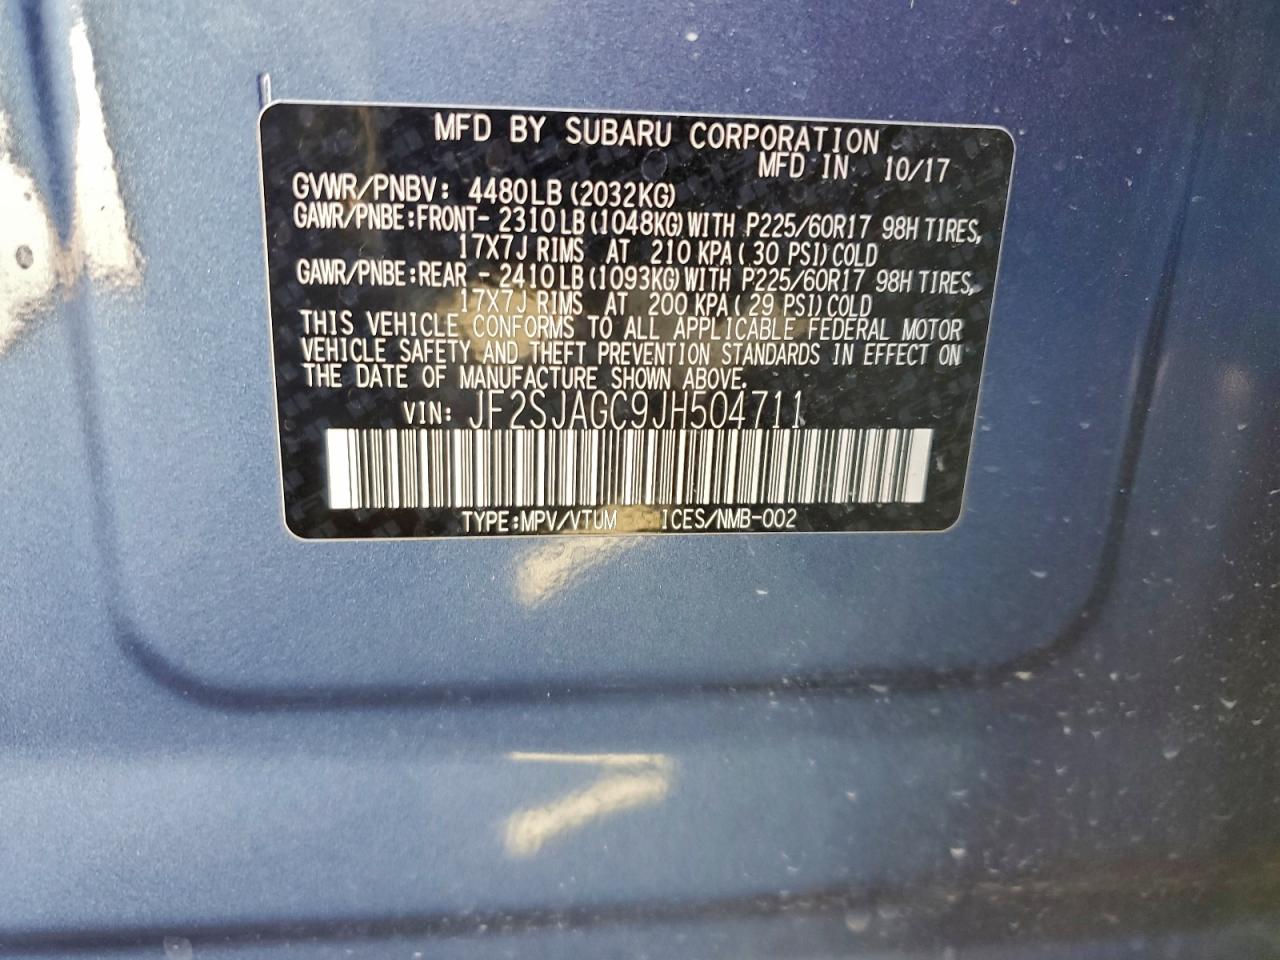 MFD BY SUBARU CORPORATION
MFD IN 10/17
GVWR/PNBV: 4480LB(2032KG)
GAWR/PNBE:FRONT- 2310LB(1048KG)WITH P225/60R17 98H TIRES,
17X7J RIMS AT 210 KPA( 30 PSI)COLD
GAWR/PNBE:REAR - 2410LB(1093KG)WITH P225/60R17 98H TIRES,
17X7J RIMS AT 200 KPA( 29 PSI)COLD
THIS VEHICLE CONFORMS TO ALL APPLICABLE FEDERAL MOTOR
VEHICLE SAFETY AND THEFT PREVENTION STANDARDS IN EFFECT ON
THE DATE OF MANUFACTURE SHOWN ABOVE.
VIN: JF2SJAGC9JH504711
TYPE:MPV/VTUM ICES/NMB-002